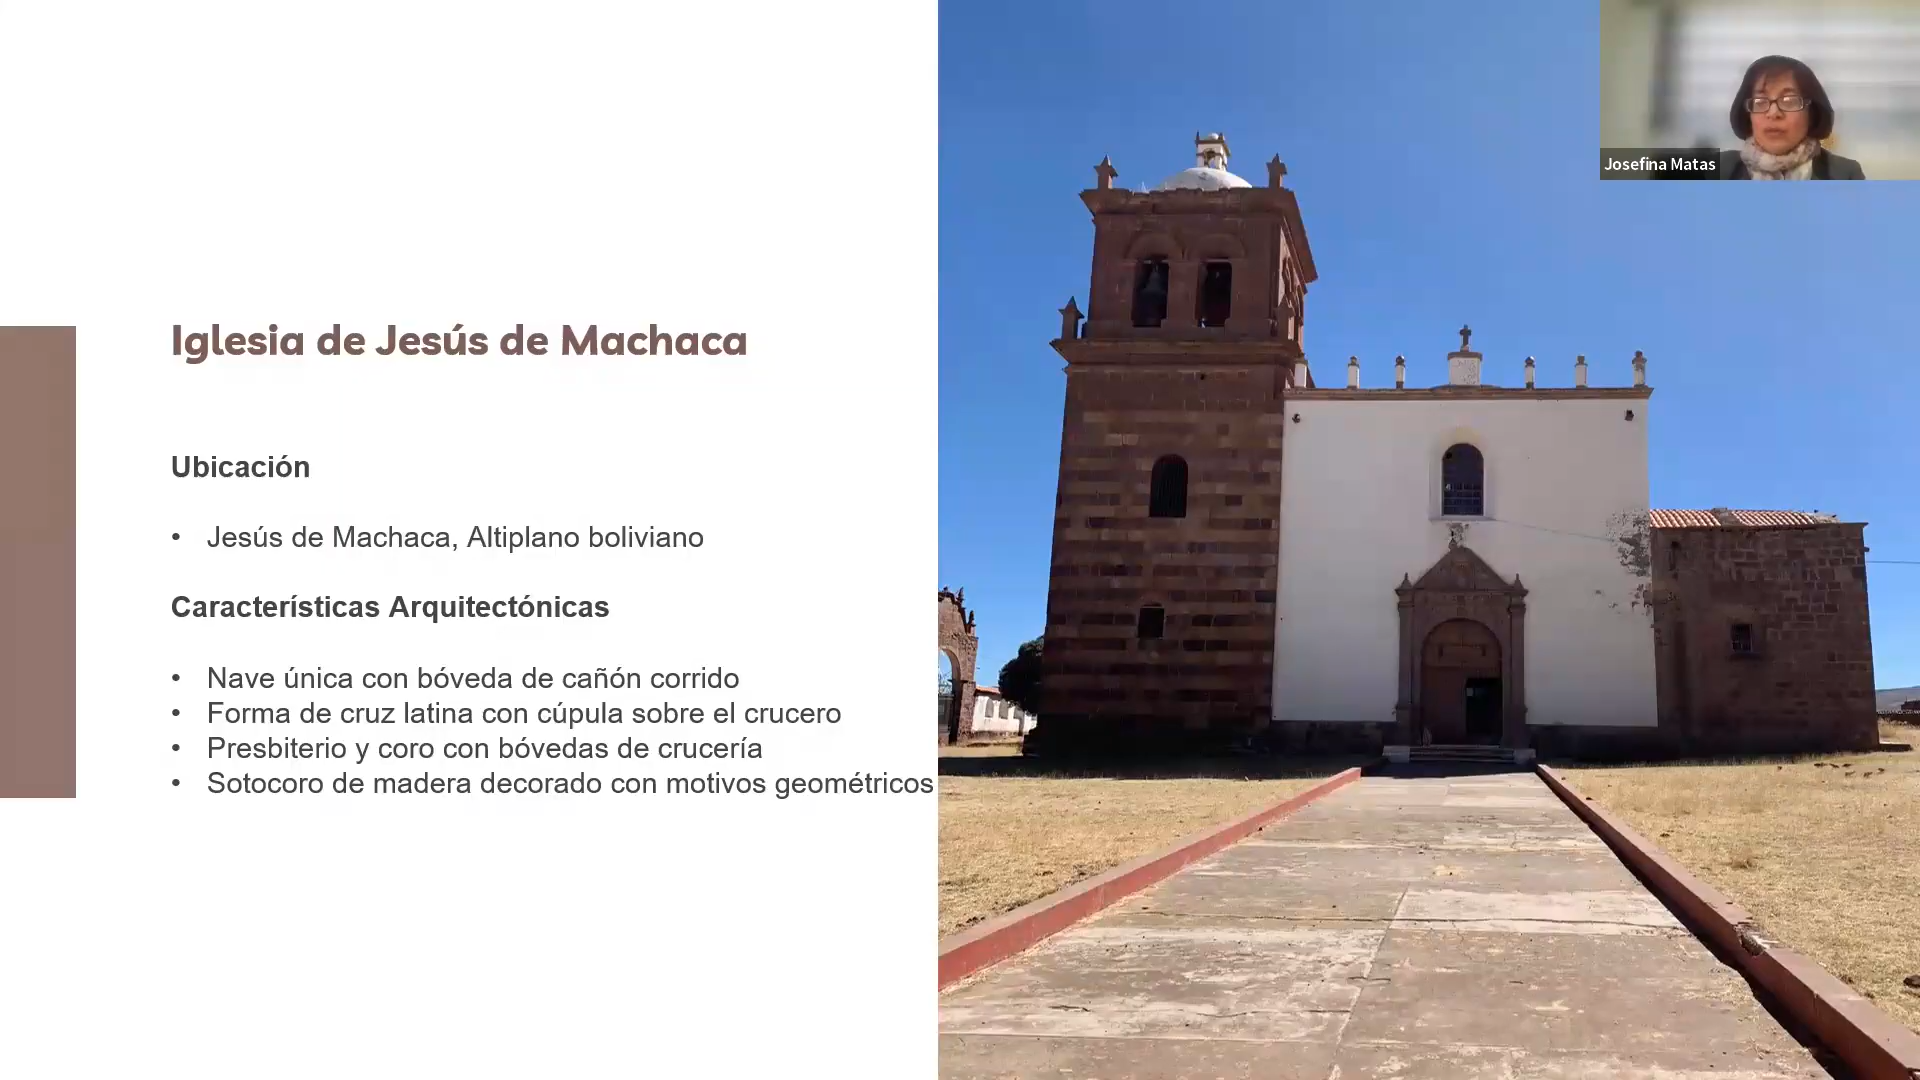 Iglesia de Jesús de Machaca
Ubicación
• Jesús de Machaca, Altiplano boliviano
Características Arquitectónicas
• Nave única con bóveda de cañón corrido
• Forma de cruz latina con cúpula sobre el crucero
• Presbiterio y coro con bóvedas de crucería
• Sotocoro de madera decorado con motivos geométricos
Josefina Matas